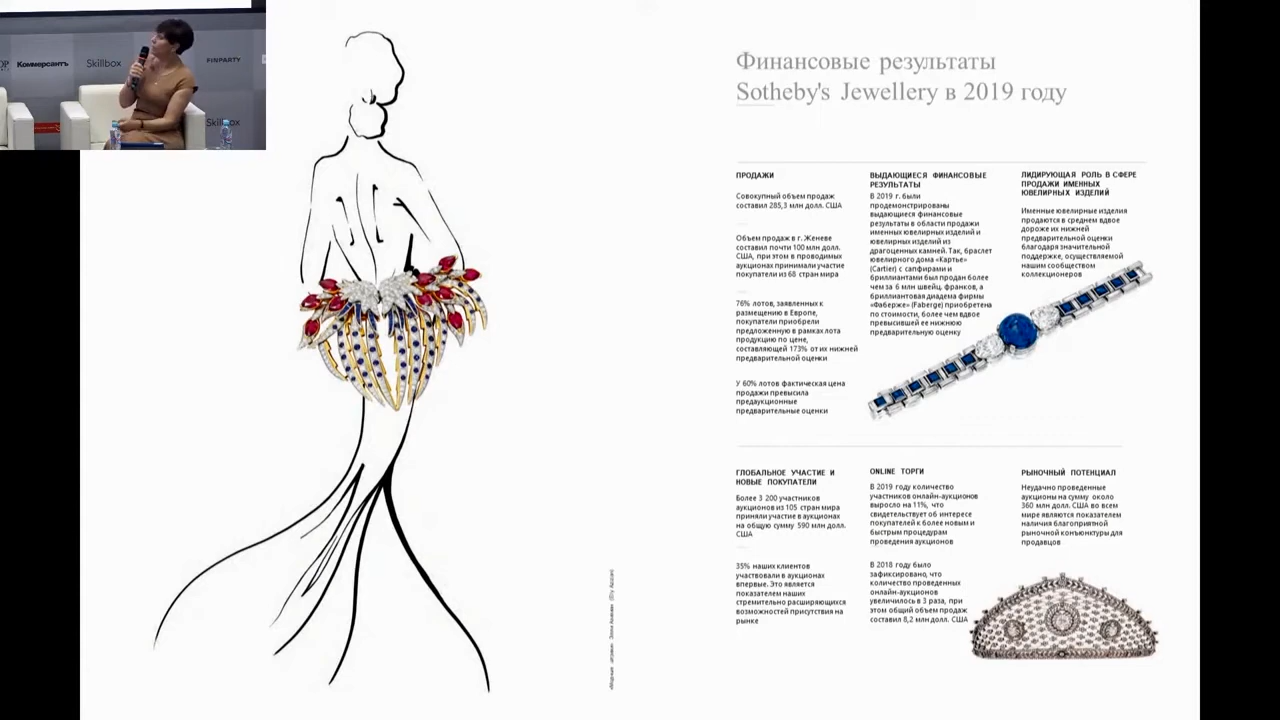 Коммерсантъ
Skillbox
FINPARTY
Skillbox
Финансовые результаты
Sotheby's Jewellery в 2019 году
ПРОДАЖИ
Совокупный объем продаж
составил 285,3 млн долл. США
Объем продаж в г. Женеве
составил почти 100 млн долл.
США, при этом в проводимых
аукционах принимали участие
покупатели из 68 стран мира
76% лотов, заявленных к
размещению в Европе,
покупатели приобрели
предложенную в рамках лота
продукцию по цене,
составляющей 173% от их нижней
предварительной оценки
У 60% лотов фактическая цена
продажи превысила
предаукционные
предварительные оценки
ВЫДАЮЩИЕСЯ ФИНАНСОВЫЕ
РЕЗУЛЬТАТЫ
В 2019 г. были
продемонстрированы
выдающиеся финансовые
результаты в области продажи
именных ювелирных изделий и
ювелирных изделий из
драгоценных камней. Так, браслет
ювелирного дома «Картье»
(Cartier) с сапфирами и
бриллиантами был продан более
чем за 6 млн швейц. франков, а
бриллиантовая диадема фирмы
«Фаберже» (Faberge) приобретена
по стоимости, более чем вдвое
превысившей ее нижнюю
предварительную оценку
ЛИДИРУЮЩАЯ РОЛЬ В СФЕРЕ
ПРОДАЖИ ИМЕННЫХ
ЮВЕЛИРНЫХ ИЗДЕЛИЙ
Именные ювелирные изделия
продаются в среднем вдвое
дороже их нижней
предварительной оценки
благодаря значительной
поддержке, осуществляемой
нашим сообществом
коллекционеров
ГЛОБАЛЬНОЕ УЧАСТИЕ И
НОВЫЕ ПОКУПАТЕЛИ
Более 3 200 участников
аукционов из 105 стран мира
приняли участие в аукционах
на общую сумму 590 млн долл.
США
35% наших клиентов
участвовали в аукционах
впервые. Это является
показателем наших
стремительно расширяющихся
возможностей присутствия на
рынке
ONLINE ТОРГИ
В 2019 году количество
участников онлайн-аукционов
выросло на 11%, что
свидетельствует об интересе
покупателей к более новым и
быстрым процедурам
проведения аукционов
В 2018 году было
зафиксировано, что
количество проведенных
онлайн-аукционов
увеличилось в 3 раза, при
этом общий объем продаж
составил 8,2 млн долл. США
РЫНОЧНЫЙ ПОТЕНЦИАЛ
Неудачно проведенные
аукционы на сумму около
360 млн долл. США во всем
мире являются показателем
наличия благоприятной
рыночной конъюнктуры для
продавцов